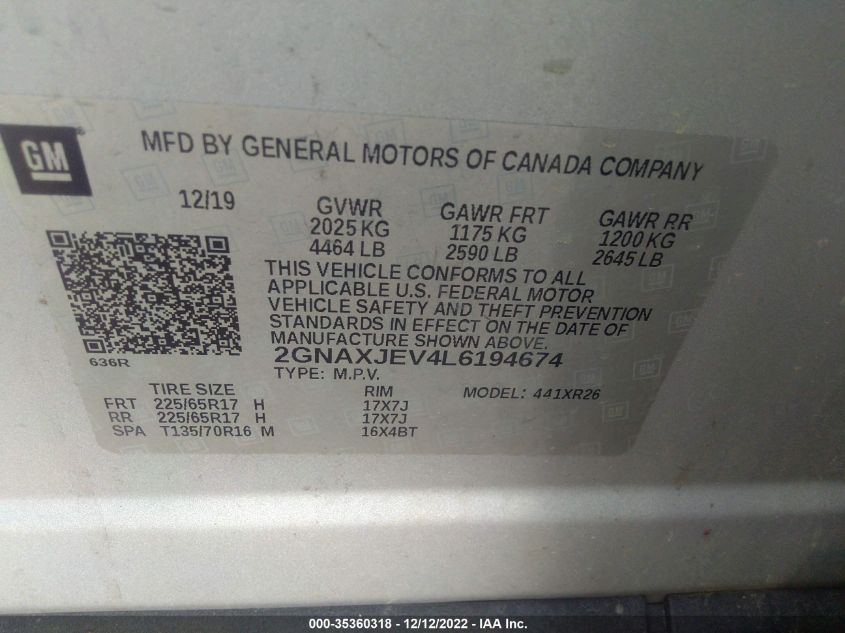 GM ®
MFD BY GENERAL MOTORS OF CANADA COMPANY
12/19 GVWR GAWR FRT GAWR RR
2025 KG 1175 KG 1200 KG
4464 LB 2590 LB 2645 LB
THIS VEHICLE CONFORMS TO ALL
APPLICABLE U.S. FEDERAL MOTOR
VEHICLE SAFETY AND THEFT PREVENTION
STANDARDS IN EFFECT ON THE DATE OF
MANUFACTURE SHOWN ABOVE.
636R 2GNAXJEV4L6194674
TYPE: M.P.V.
TIRE SIZE RIM MODEL: 441XR26
FRT 225/65R17 H 17X7J
RR 225/65R17 H 17X7J
SPA T135/70R16 M 16X4BT
000-35360318 - 12/12/2022 - IAA Inc.